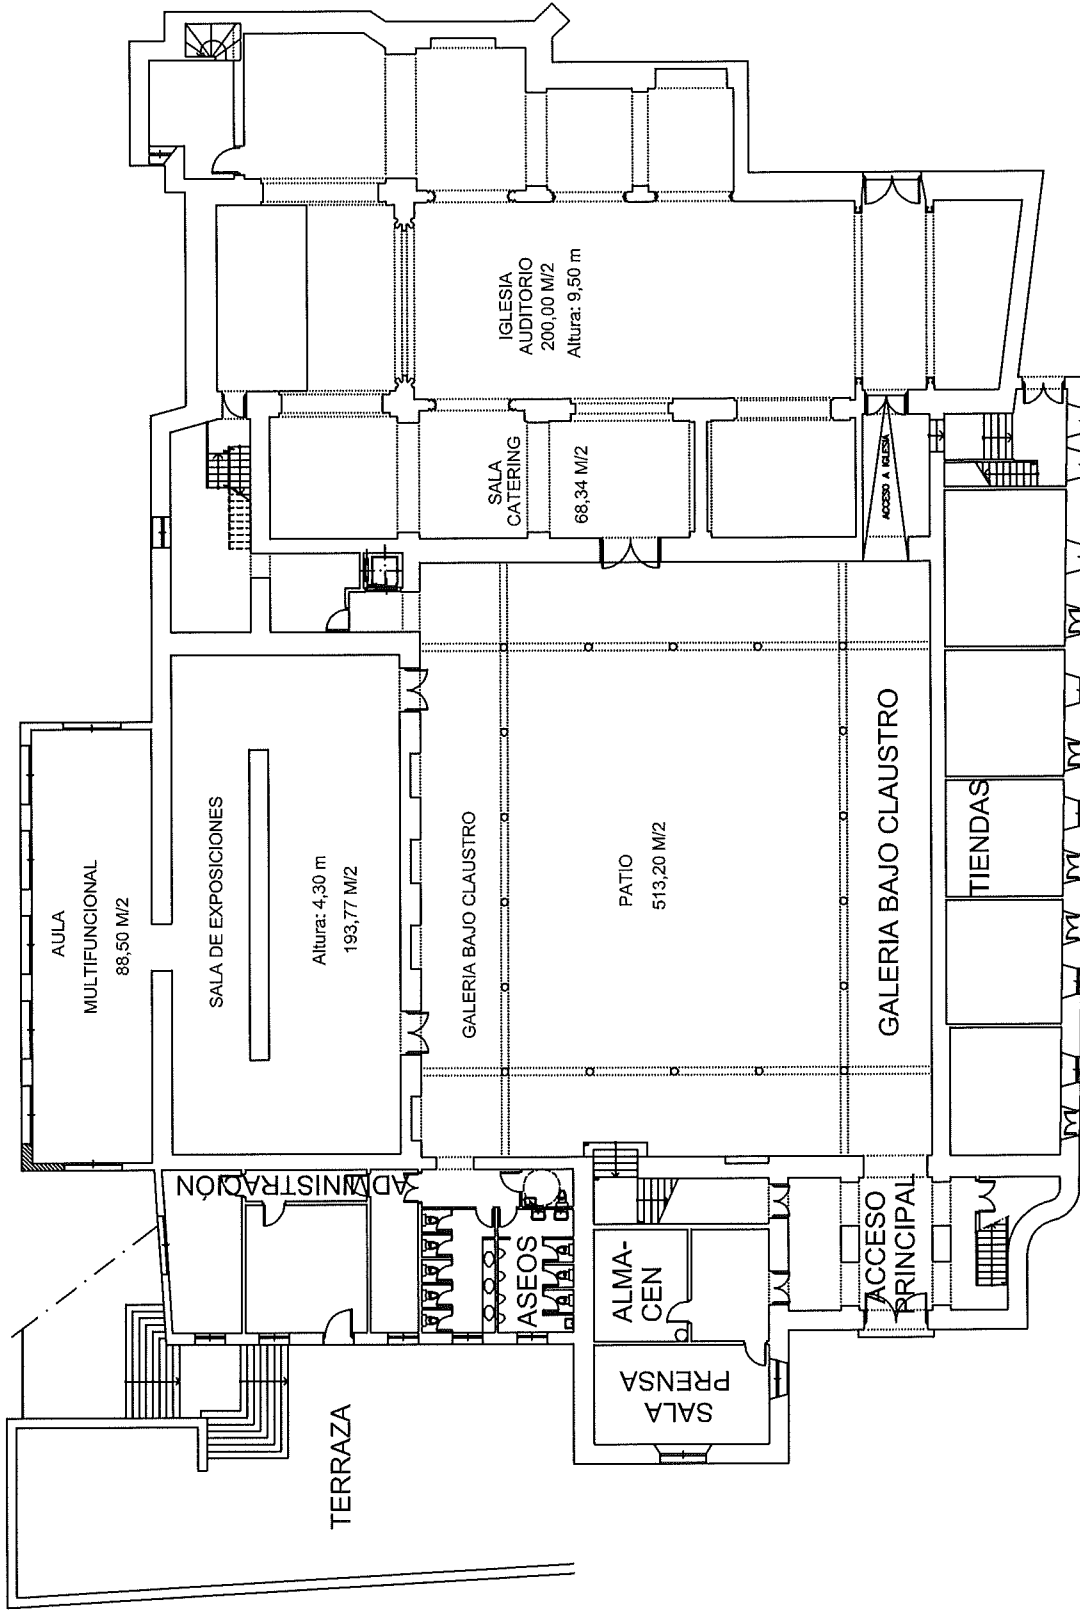 AULA
MULTIFUNCIONAL
88,50 M/2
SALA DE EXPOSICIONES
Altura: 4,30 m
193,77 M/2
GALERIA BAJO CLAUSTRO
PATIO
513,20 M/2
GALERIA BAJO CLAUSTRO
TIENDAS
IGLESIA
AUDITORIO
200,00 M/2
Altura: 9,50 m
SALA
CATERING
68,34 M/2
ACCESO A IGLESIA
ADMINISTRACIÓN
ASEOS
ALMA-
CEN
SALA
PRENSA
ACCESO
PRINCIPAL
TERRAZA